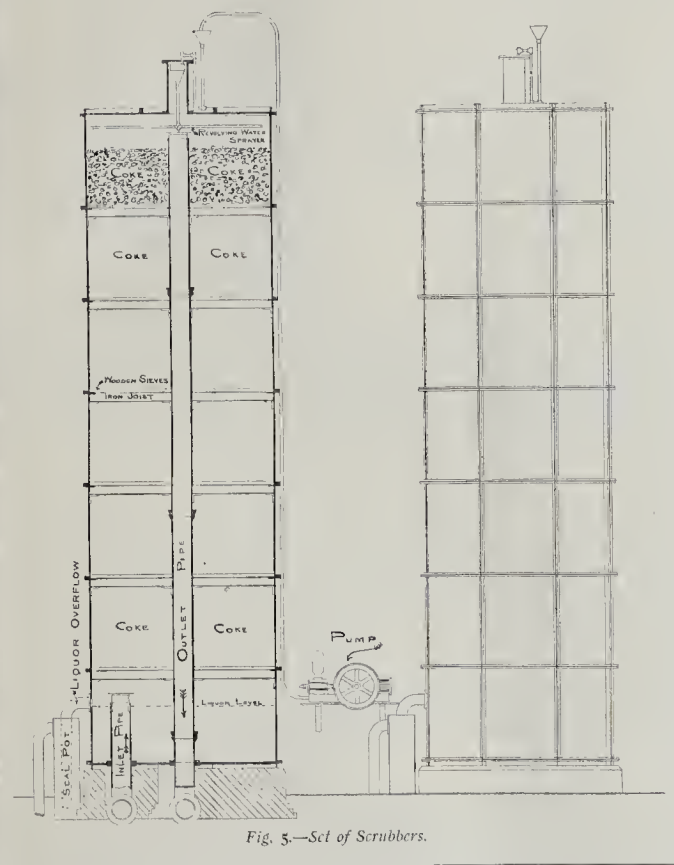 REVOLVING WATER
SPRAYER
COKE
COKE
COKE
COKE
WOODEN SIEVES
IRON JOIST
OUTLET PIPE
LIQUOR OVERFLOW
COKE
COKE
PUMP
LIQUOR LEVEL
INLET PIPE
SEAL POT
Fig. 5.—Set of Scrubbers.